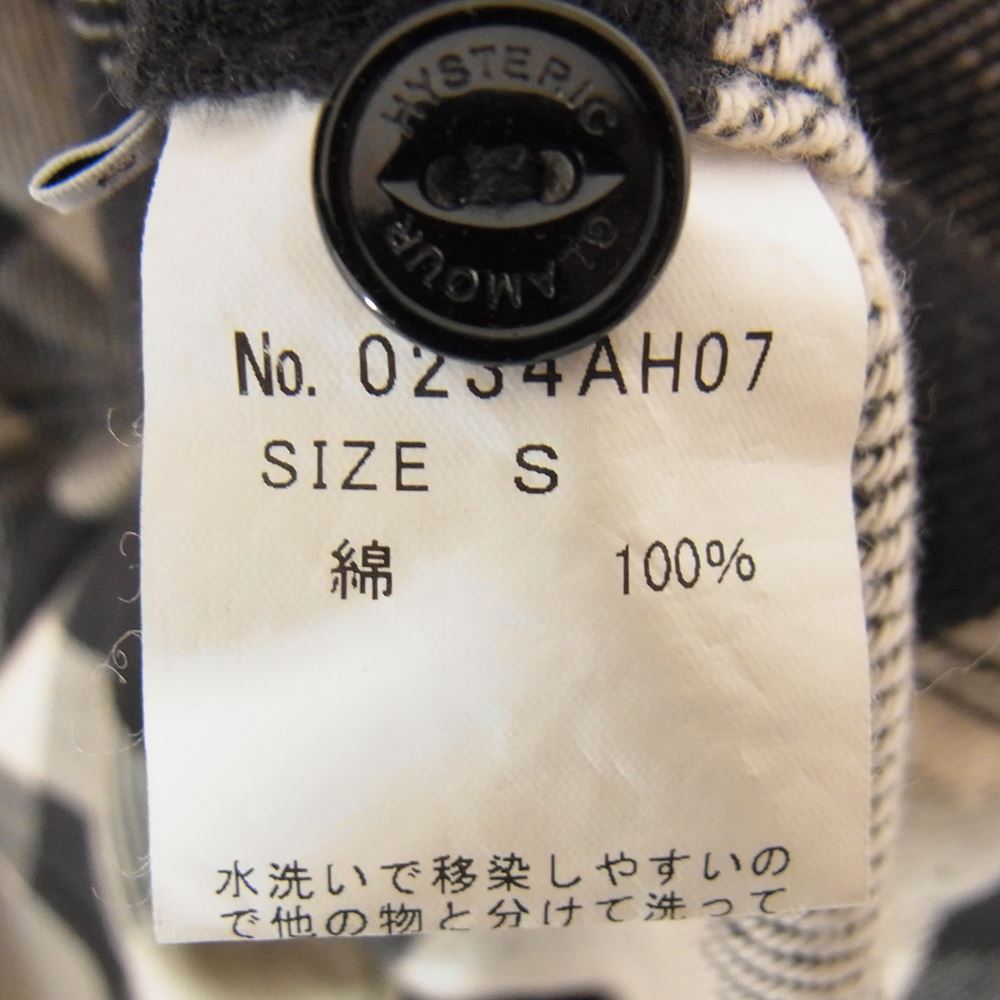 HYSTERIC
GLAMOUR
No. 0234AH07
SIZE S
綿 100%
水洗いで移染しやすいの
で他の物と分けて洗って